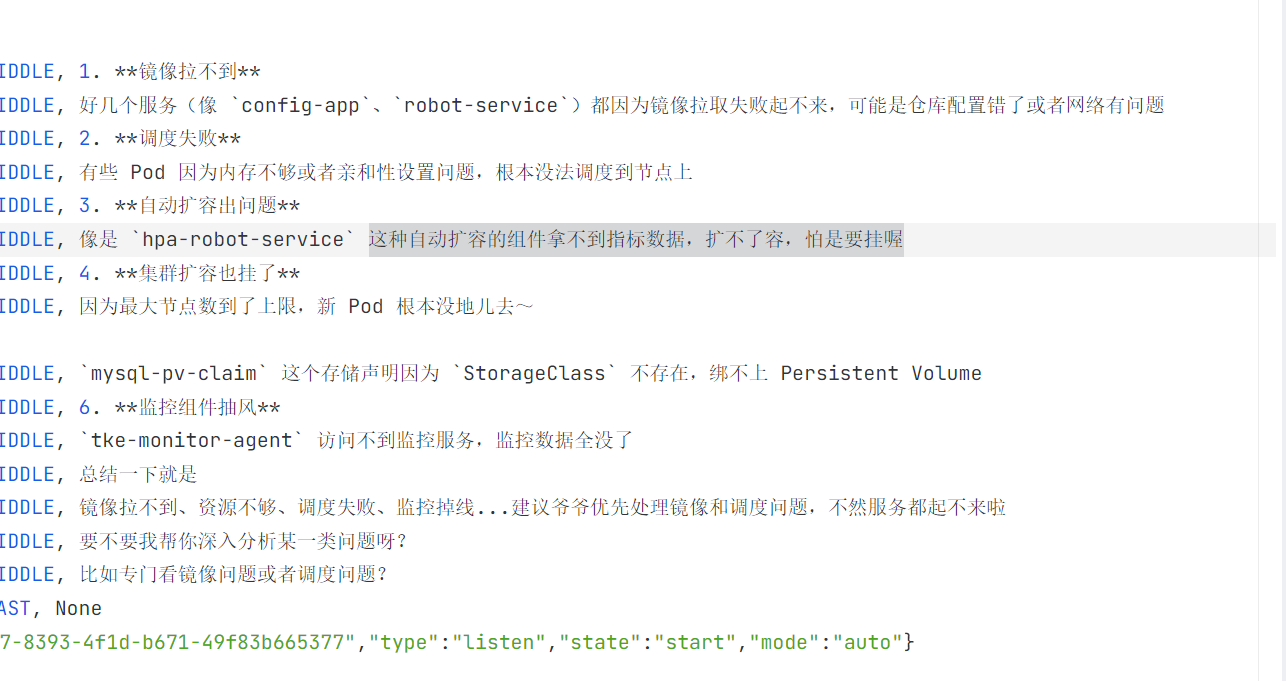 IDDLE, 1. **镜像拉不到**
IDDLE, 好几个服务（像 `config-app`、`robot-service`）都因为镜像拉取失败起不来，可能是仓库配置错了或者网络有问题
IDDLE, 2. **调度失败**
IDDLE, 有些 Pod 因为内存不够或者亲和性设置问题，根本没法调度到节点上
IDDLE, 3. **自动扩容出问题**
IDDLE, 像是 `hpa-robot-service` 这种自动扩容的组件拿不到指标数据，扩不了容，怕是要挂喔
IDDLE, 4. **集群扩容也挂了**
IDDLE, 因为最大节点数到了上限，新 Pod 根本没地儿去～
IDDLE, `mysql-pv-claim` 这个存储声明因为 `StorageClass` 不存在，绑不上 Persistent Volume
IDDLE, 6. **监控组件抽风**
IDDLE, `tke-monitor-agent` 访问不到监控服务，监控数据全没了
IDDLE, 总结一下就是
IDDLE, 镜像拉不到、资源不够、调度失败、监控掉线...建议爷爷优先处理镜像和调度问题，不然服务都起不来啦
IDDLE, 要不要我帮你深入分析某一类问题呀？
IDDLE, 比如专门看镜像问题或者调度问题？
AST, None
7-8393-4f1d-b671-49f83b665377","type":"listen","state":"start","mode":"auto"}